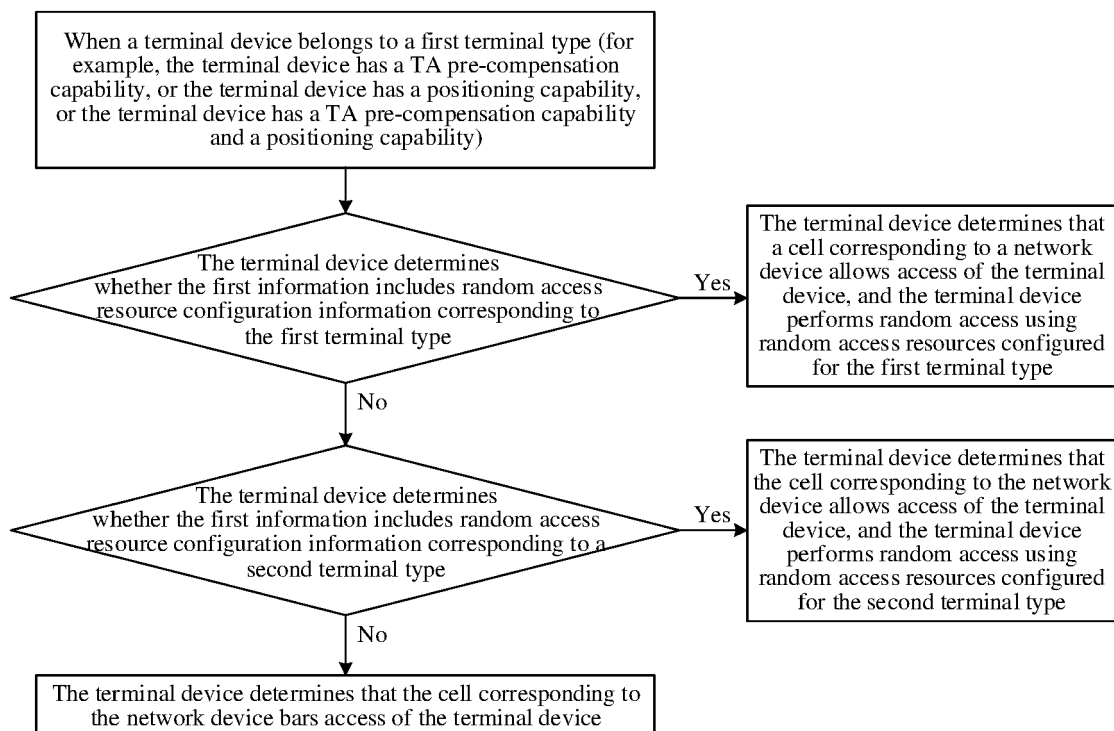 When a terminal device belongs to a first terminal type (for
example, the terminal device has a TA pre-compensation
capability, or the terminal device has a positioning capability,
or the terminal device has a TA pre-compensation capability
and a positioning capability)
The terminal device determines
whether the first information includes random access
resource configuration information corresponding to
the first terminal type
Yes
The terminal device determines that
a cell corresponding to a network
device allows access of the terminal
device, and the terminal device
performs random access using
random access resources configured
for the first terminal type
No
The terminal device determines
whether the first information includes random access
resource configuration information corresponding to a
second terminal type
Yes
The terminal device determines that
the cell corresponding to the network
device allows access of the terminal
device, and the terminal device
performs random access using
random access resources configured
for the second terminal type
No
The terminal device determines that the cell corresponding to
the network device bars access of the terminal device